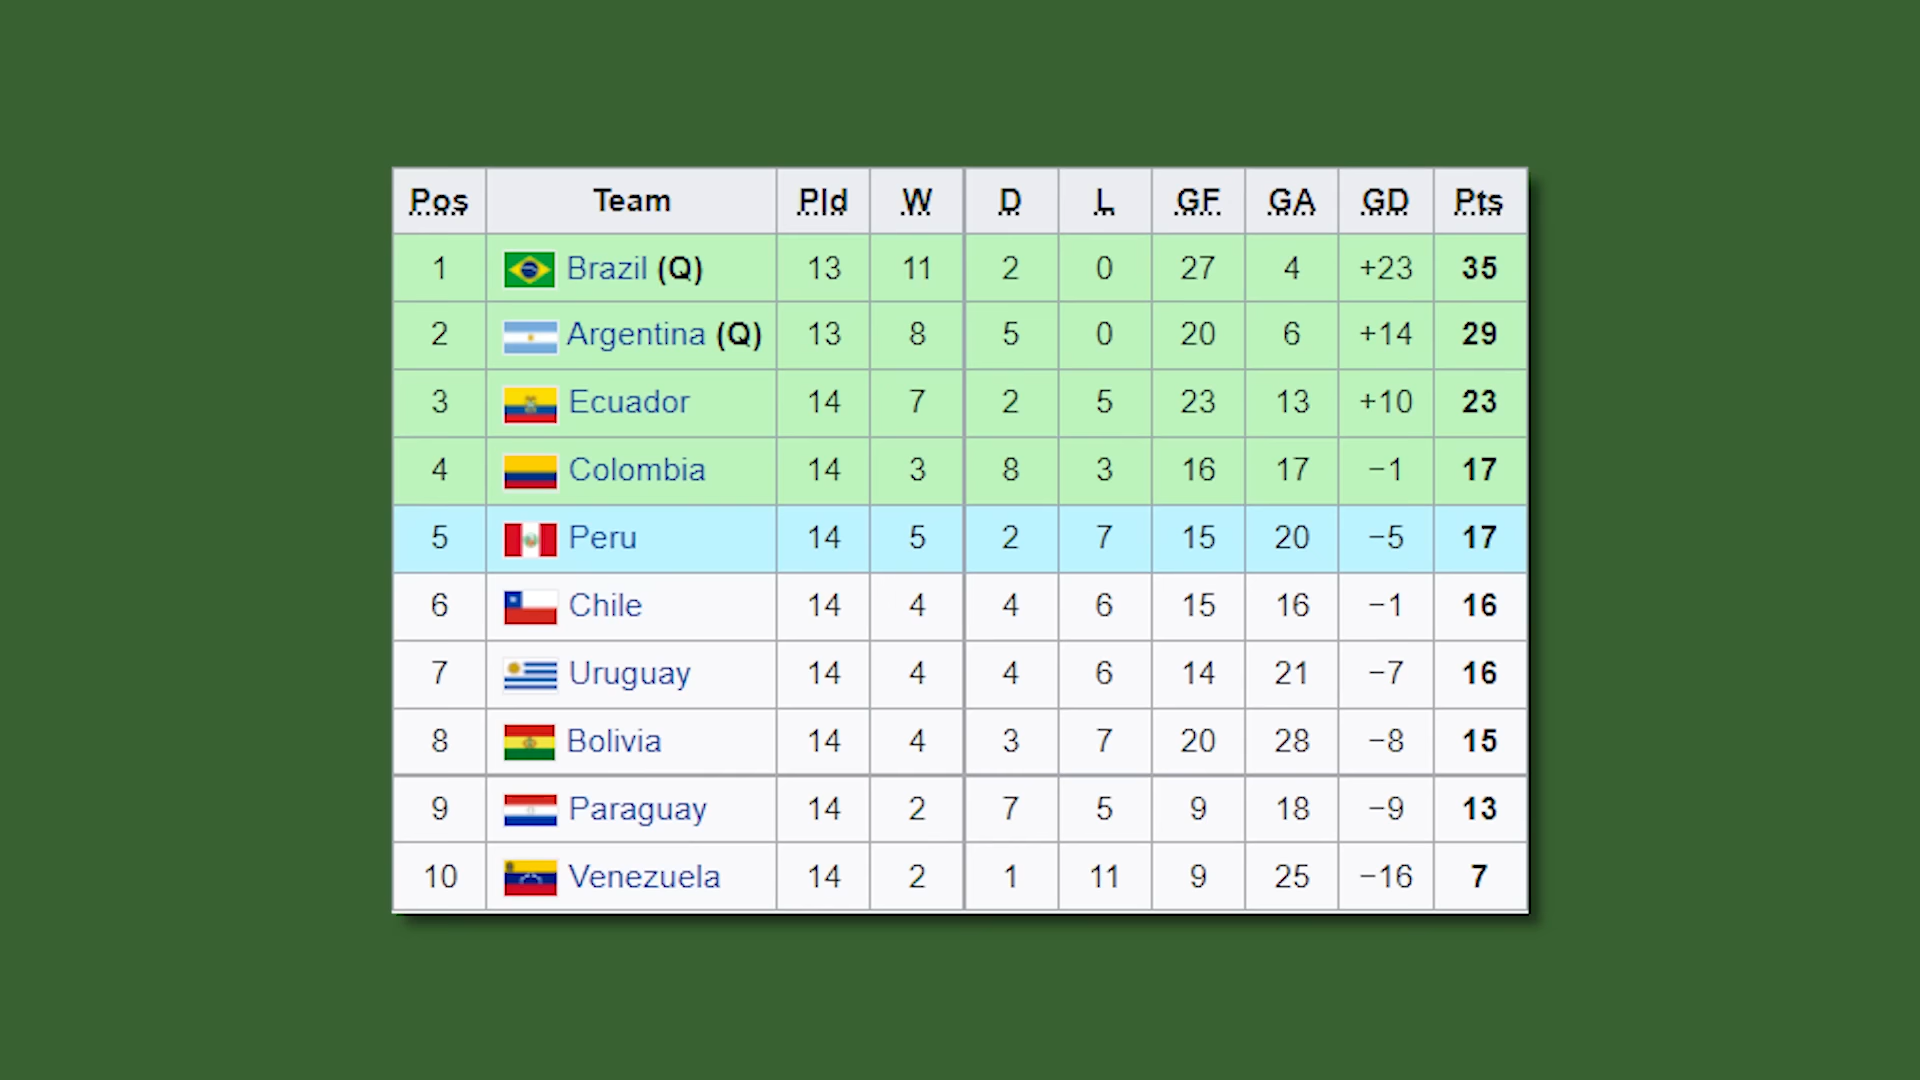 Pos Team Pld W D L GF GA GD Pts
1 Brazil (Q) 13 11 2 0 27 4 +23 35
2 Argentina (Q) 13 8 5 0 20 6 +14 29
3 Ecuador 14 7 2 5 23 13 +10 23
4 Colombia 14 3 8 3 16 17 −1 17
5 Peru 14 5 2 7 15 20 −5 17
6 Chile 14 4 4 6 15 16 −1 16
7 Uruguay 14 4 4 6 14 21 −7 16
8 Bolivia 14 4 3 7 20 28 −8 15
9 Paraguay 14 2 7 5 9 18 −9 13
10 Venezuela 14 2 1 11 9 25 −16 7